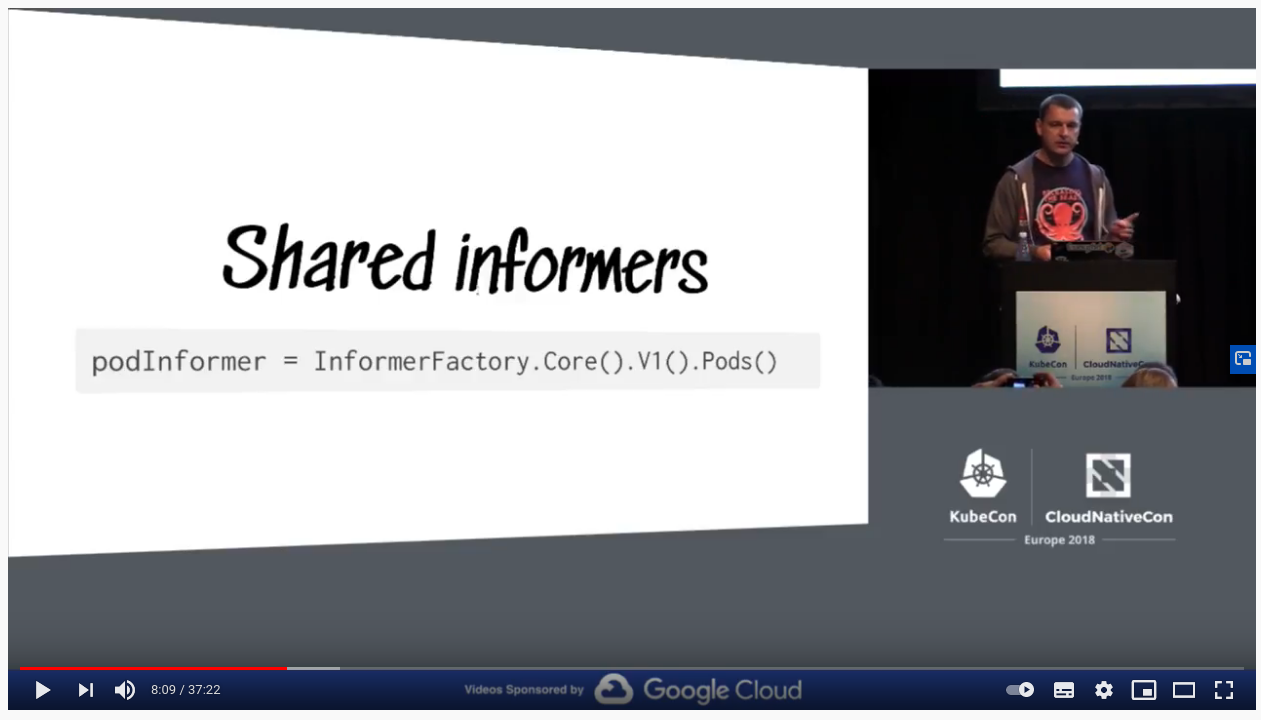 Shared informers
podInformer = InformerFactory.Core().V1().Pods()
KubeCon
CloudNativeCon
Europe 2018
KubeCon
CloudNativeCon
Europe 2018
8:09 / 37:22
Videos Sponsored by
Google Cloud